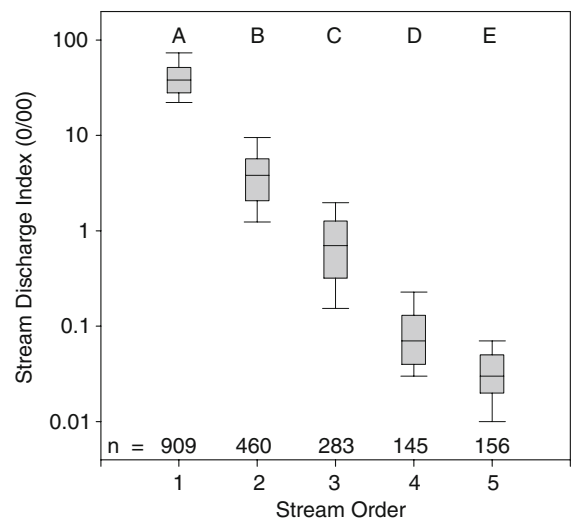 Stream Discharge Index (0/00)
100
10
1
0.1
0.01
A B C D E
n = 909 460 283 145 156
1 2 3 4 5
Stream Order